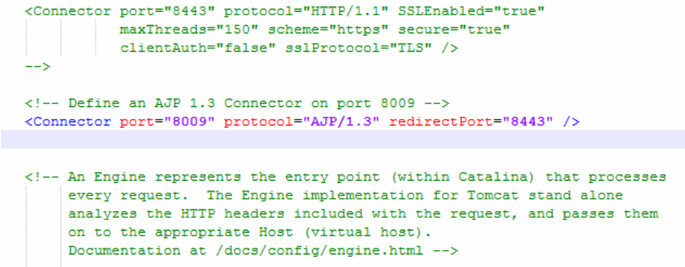 <Connector port="8443" protocol="HTTP/1.1" SSLEnabled="true"
maxThreads="150" scheme="https" secure="true"
clientAuth="false" sslProtocol="TLS" />
-->
<!-- Define an AJP 1.3 Connector on port 8009 -->
<Connector port="8009" protocol="AJP/1.3" redirectPort="8443" />
<!-- An Engine represents the entry point (within Catalina) that processes
every request.  The Engine implementation for Tomcat stand alone
analyzes the HTTP headers included with the request, and passes them
on to the appropriate Host (virtual host).
Documentation at /docs/config/engine.html -->